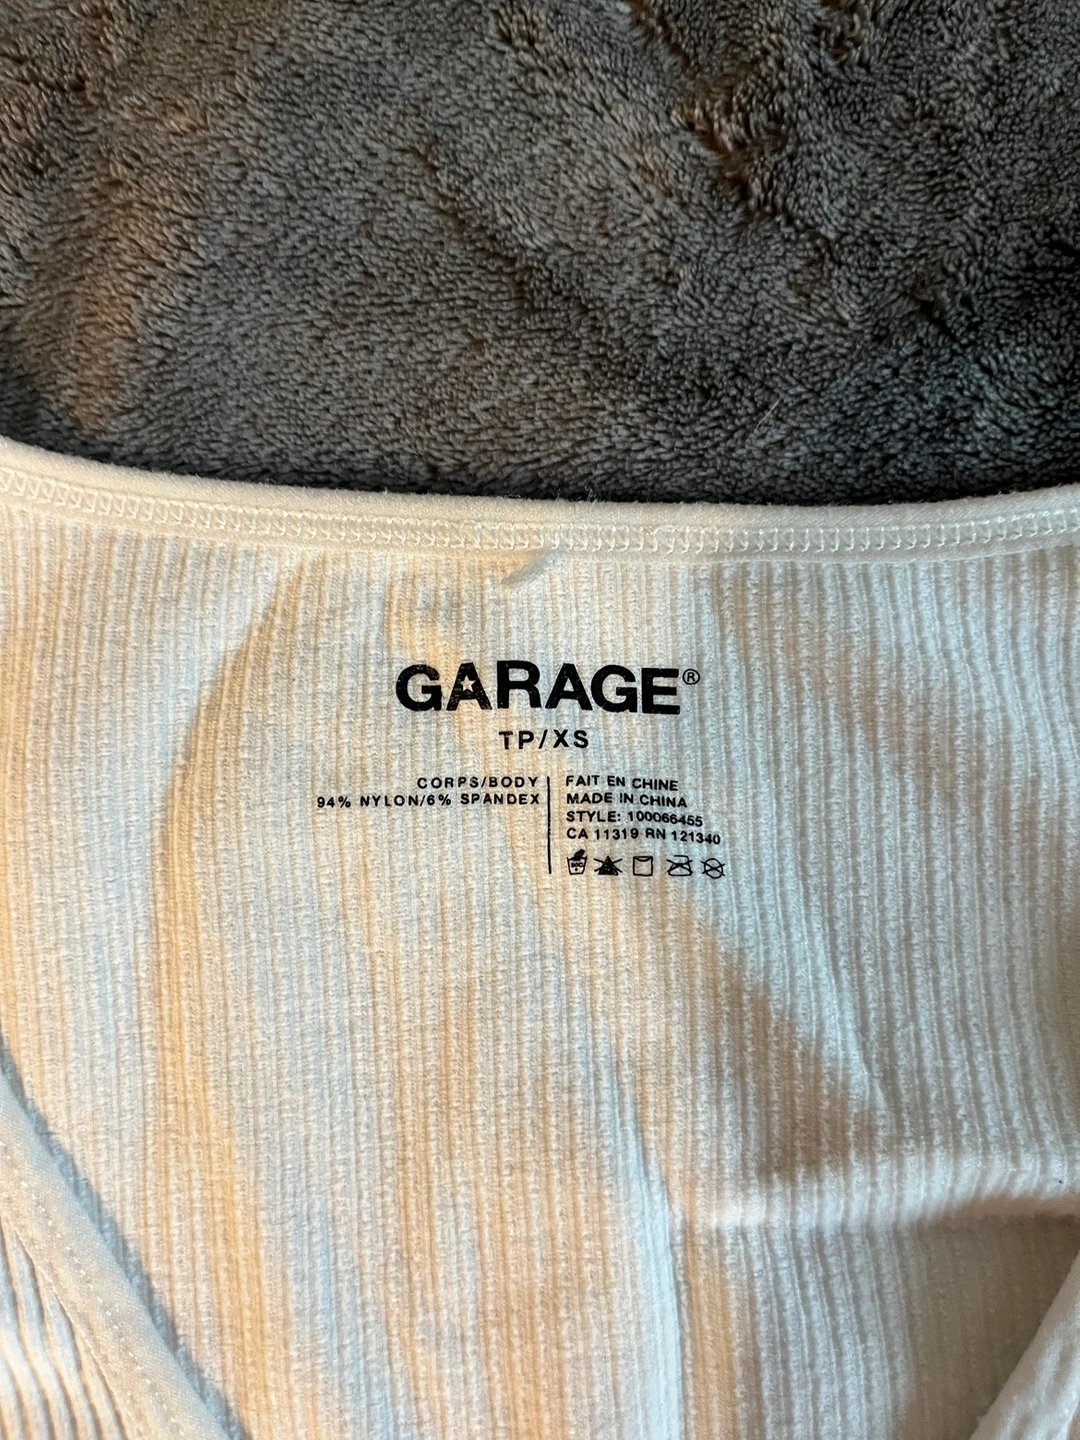 GARAGE®
TP/XS
CORPS/BODY
94% NYLON/6% SPANDEX
FAIT EN CHINE
MADE IN CHINA
STYLE: 100066455
CA 11319 RN 121340